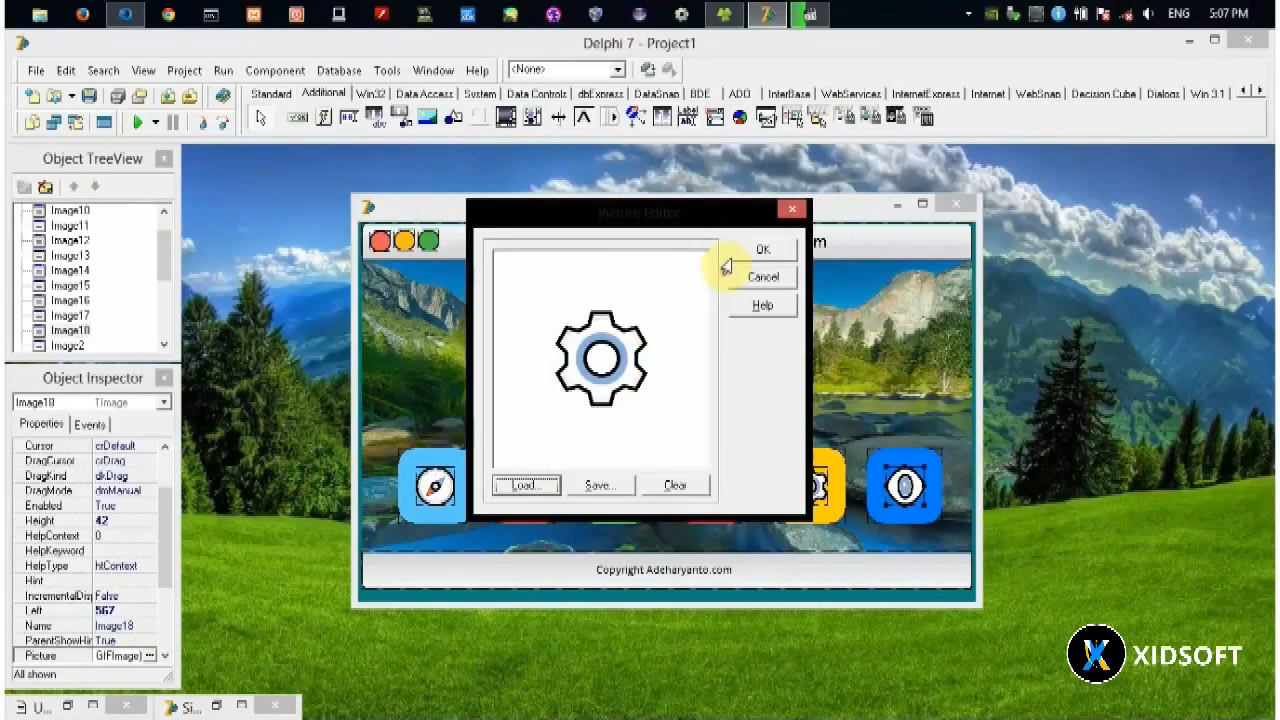 ENG 5:07 PM
Delphi 7 - Project1
File Edit Search View Project Run Component Database Tools Window Help <None>
Standard Additional Win32 Data Access System Data Controls dbExpress DataSnap BDE ADO InterBase WebServices InternetExpress Internet WebSnap Decision Cube Dialogs Win 3.1
Object TreeView
Image10
Image11
Image12
Image13
Image14
Image15
Image16
Image17
Image18
Image2
Picture Editor
OK
Cancel
Help
Load...
Save...
Clear
m
Copyright Adeharyanto.com
Object Inspector
Image18 TImage
Properties Events
Cursor crDefault
DragCursor crDrag
DragKind dkDrag
DragMode dmManual
Enabled True
Height 42
HelpContext 0
HelpKeyword
HelpType htContext
Hint
IncrementalDisp False
Left 567
Name Image18
ParentShowHin True
Picture GIFImage)
All shown
U...
Si...
XIDSOFT